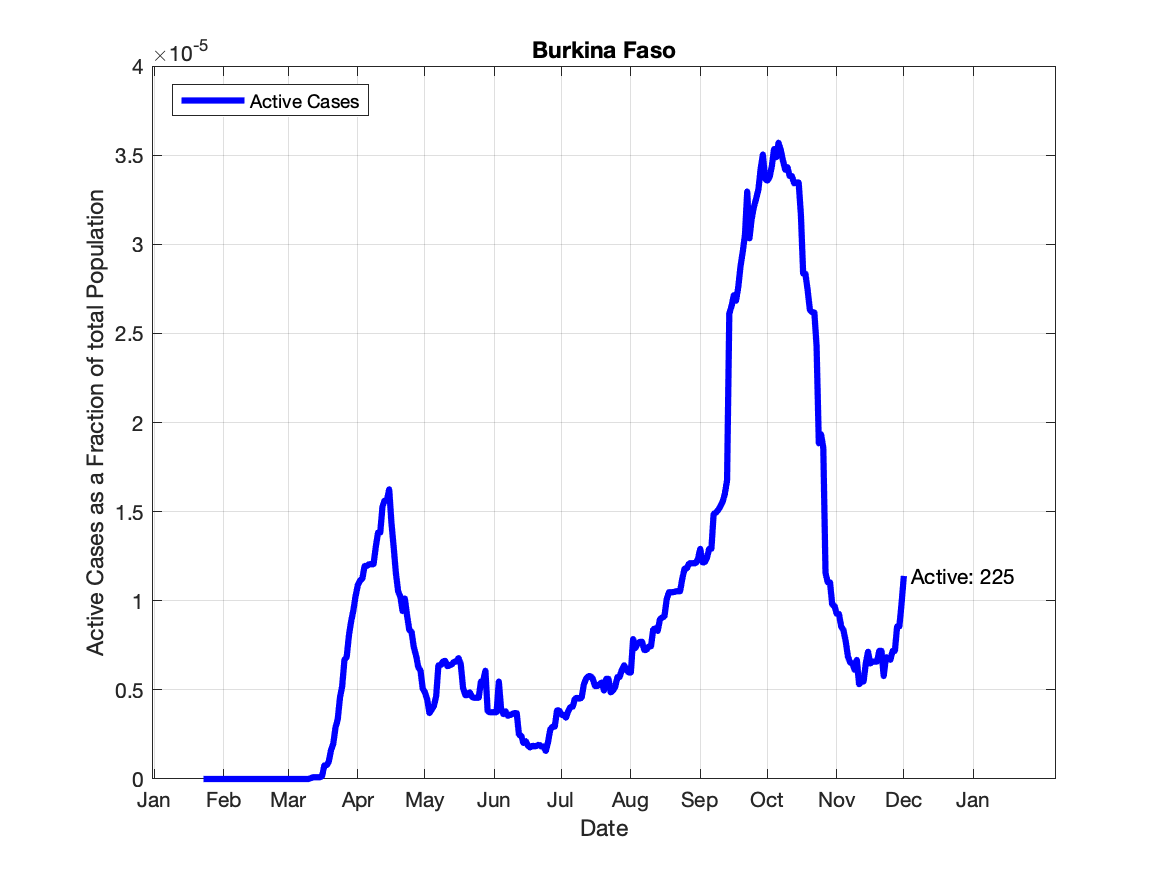 Burkina Faso
×10-5
Active Cases
4
3.5
3
2.5
2
1.5
1
0.5
0
Active Cases as a Fraction of total Population
Active: 225
Jan Feb Mar Apr May Jun Jul Aug Sep Oct Nov Dec Jan
Date